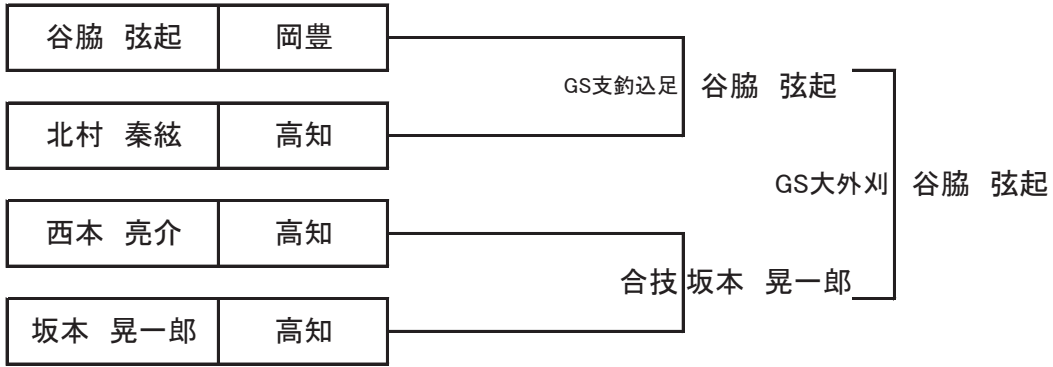 谷脇　弦起　岡豊
GS支釣込足　谷脇　弦起
北村　秦絃　高知
GS大外刈　谷脇　弦起
西本　亮介　高知
合技　坂本　晃一郎
坂本　晃一郎　高知